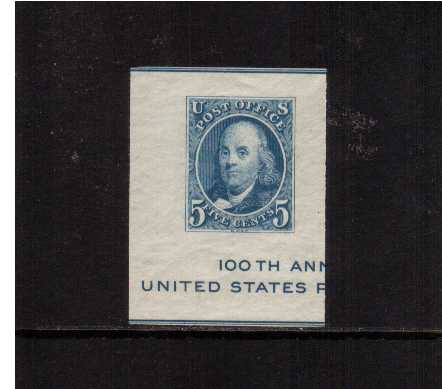 U S
POST OFFICE
5 FIVE CENTS 5
100TH ANN
UNITED STATES P